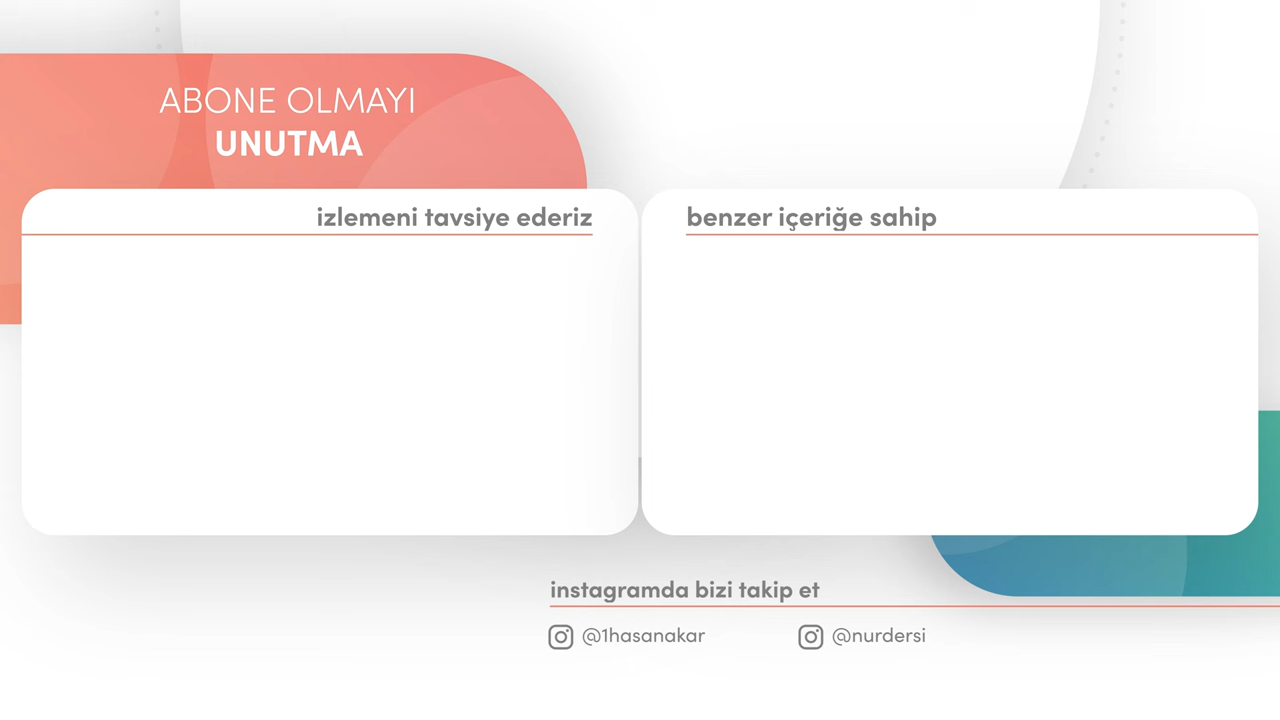 ABONE OLMAYI
UNUTMA
izlemeni tavsiye ederiz
benzer içeriğe sahip
instagramda bizi takip et
@1hasanakar
@nurdersi